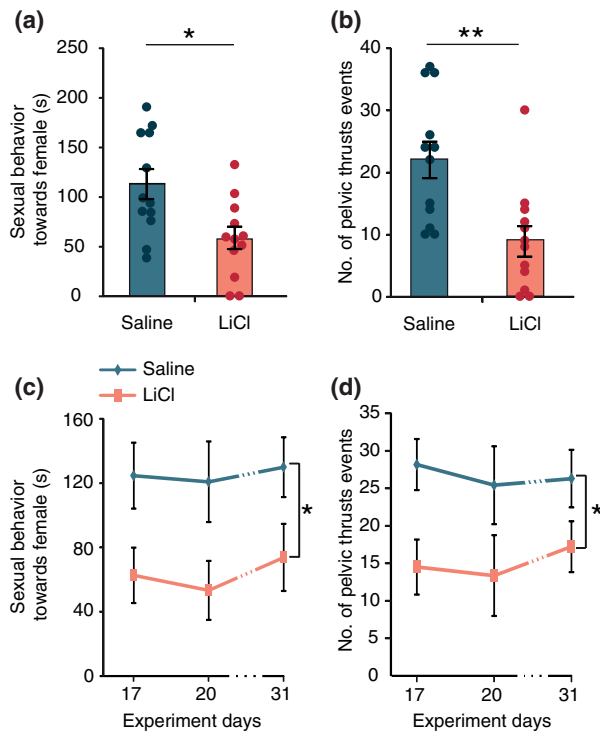 (a)
*
Sexual behavior
towards female (s)
250
200
150
100
50
0
Saline
LiCl
(b)
**
No. of pelvic thrusts events
40
30
20
10
0
Saline
LiCl
(c)
Saline
LiCl
Sexual behavior
towards female (s)
160
120
80
40
0
*
17
20
31
Experiment days
(d)
No. of pelvic thrusts events
35
30
25
20
15
10
5
0
*
17
20
31
Experiment days